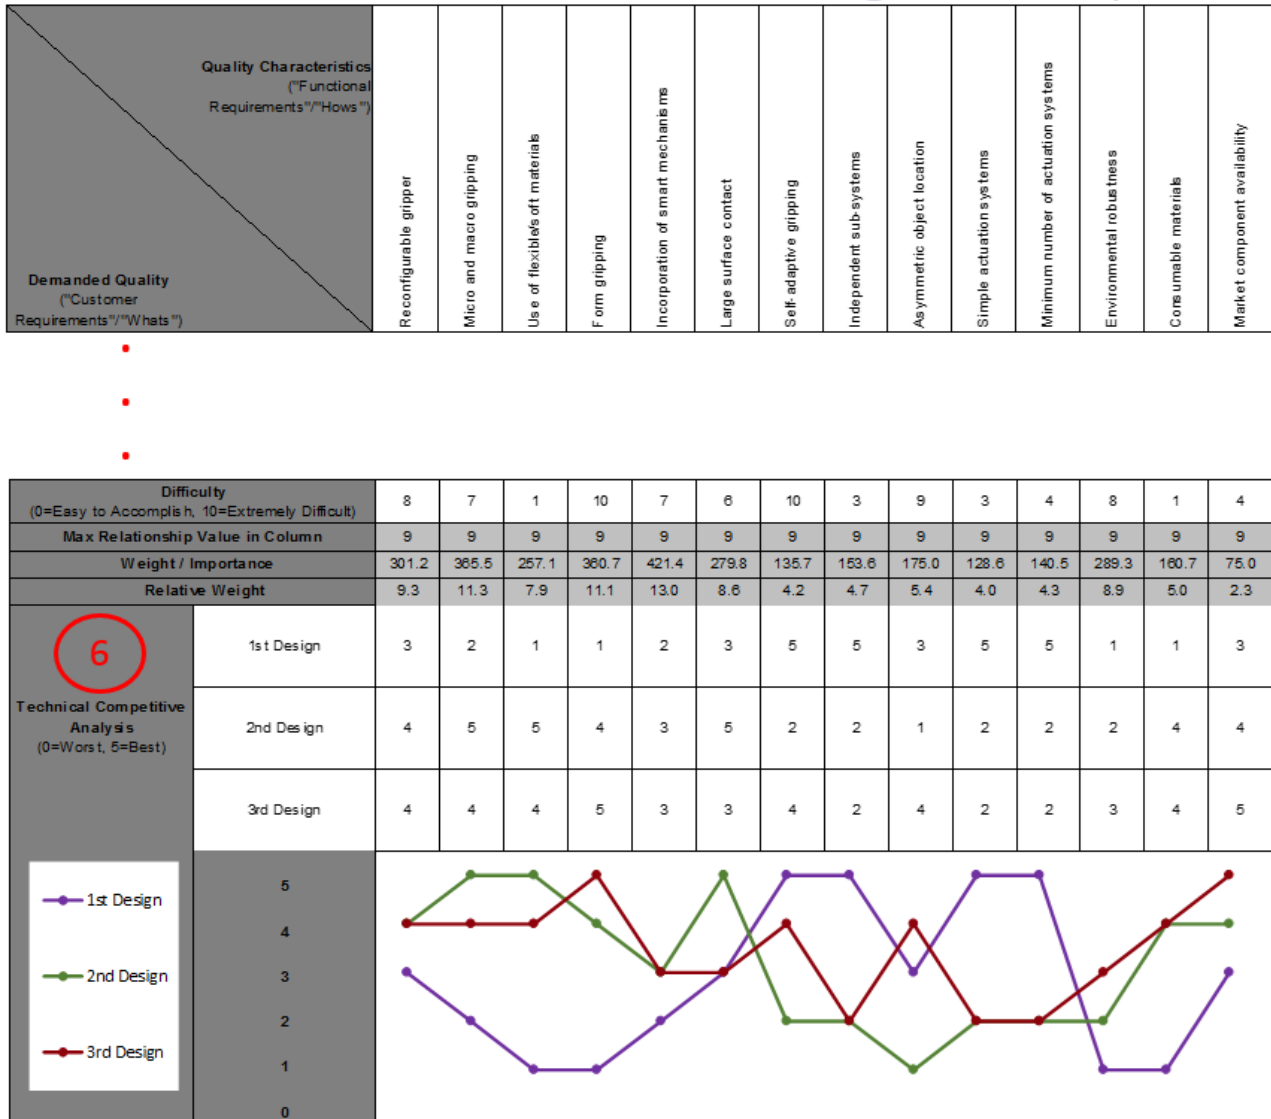 Quality Characteristics
("Functional
Requirements"/"Hows")
Demanded Quality
("Customer
Requirements"/"Whats")
Reconfigurable gripper
Micro and macro gripping
Use of flexible/soft materials
Form gripping
Incorporation of smart mechanisms
Large surface contact
Self-adaptive gripping
Independent sub-systems
Asymmetric object location
Simple actuation systems
Minimum number of actuation systems
Environmental robustness
Consumable materials
Market component availability
Difficulty
(0=Easy to Accomplish, 10=Extremely Difficult)
8 7 1 10 7 6 10 3 9 3 4 8 1 4
Max Relationship Value in Column
9 9 9 9 9 9 9 9 9 9 9 9 9 9
Weight / Importance
301.2 365.5 257.1 360.7 421.4 279.8 135.7 153.6 175.0 128.6 140.5 289.3 160.7 75.0
Relative Weight
9.3 11.3 7.9 11.1 13.0 8.6 4.2 4.7 5.4 4.0 4.3 8.9 5.0 2.3
6
Technical Competitive
Analysis
(0=Worst, 5=Best)
1st Design
3 2 1 1 2 3 5 5 3 5 5 1 1 3
2nd Design
4 5 5 4 3 5 2 2 1 2 2 2 4 4
3rd Design
4 4 4 5 3 3 4 2 4 2 2 3 4 5
1st Design
2nd Design
3rd Design
5
4
3
2
1
0